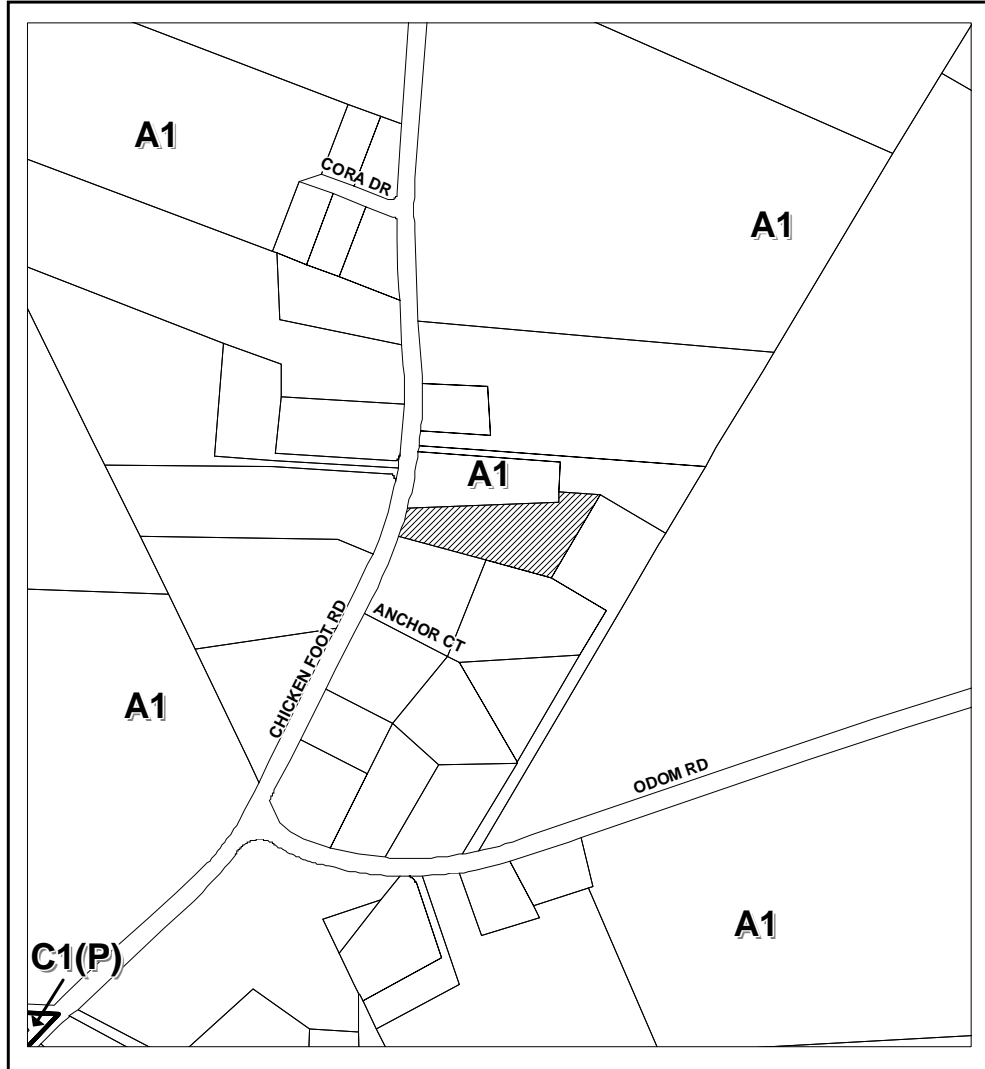 A1
CORA DR
A1
A1
ANCHOR CT
CHICKEN FOOT RD
A1
ODOM RD
A1
C1(P)